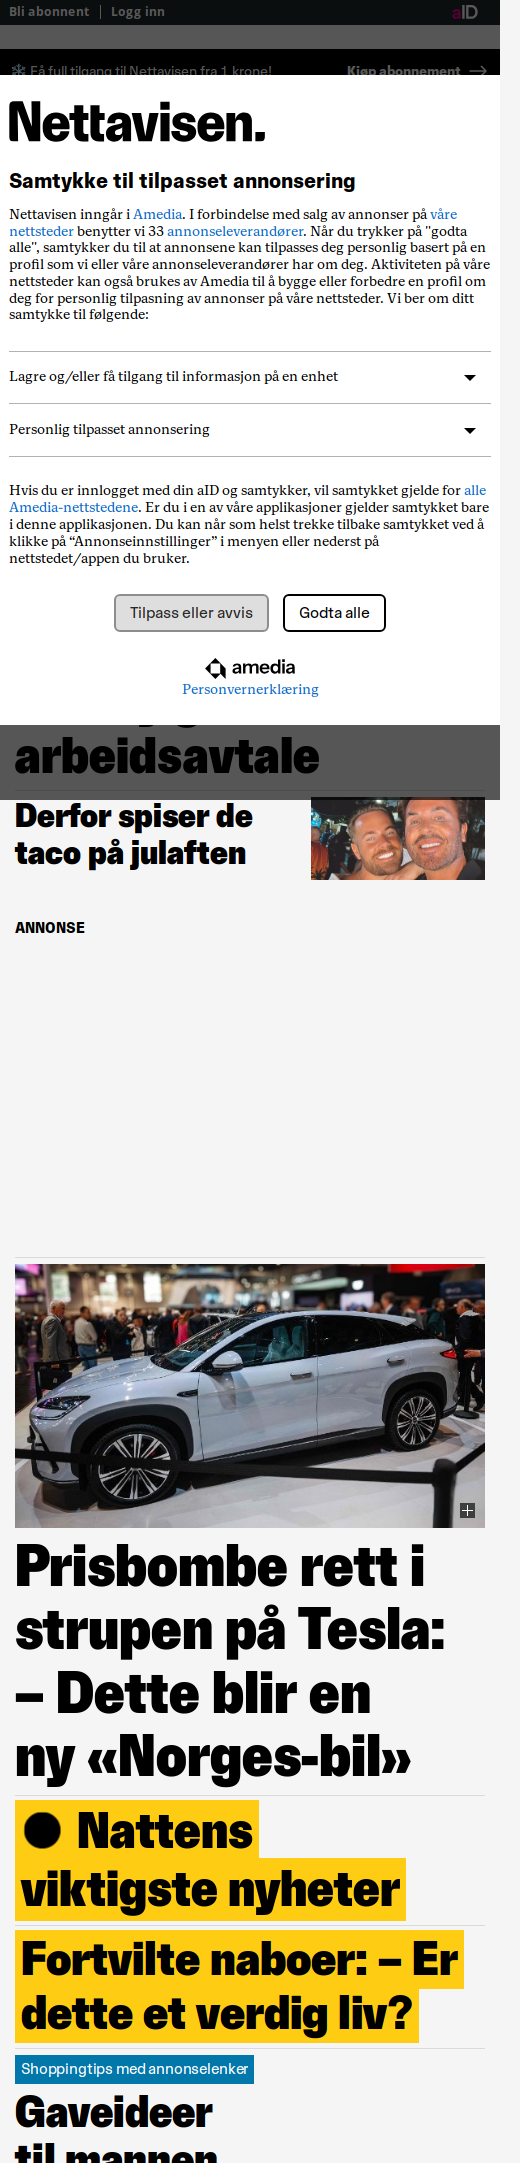 Bli abonnent | Logg inn aID
Få full tilgang til Nettavisen fra 1 krone! Kjøp abonnement →
Nettavisen.
Samtykke til tilpasset annonsering
Nettavisen inngår i Amedia. I forbindelse med salg av annonser på våre
nettsteder benytter vi 33 annonseleverandører. Når du trykker på "godta
alle", samtykker du til at annonsene kan tilpasses deg personlig basert på en
profil som vi eller våre annonseleverandører har om deg. Aktiviteten på våre
nettsteder kan også brukes av Amedia til å bygge eller forbedre en profil om
deg for personlig tilpasning av annonser på våre nettsteder. Vi ber om ditt
samtykke til følgende:
Lagre og/eller få tilgang til informasjon på en enhet
Personlig tilpasset annonsering
Hvis du er innlogget med din aID og samtykker, vil samtykket gjelde for alle
Amedia-nettstedene. Er du i en av våre applikasjoner gjelder samtykket bare
i denne applikasjonen. Du kan når som helst trekke tilbake samtykket ved å
klikke på “Annonseinnstillinger” i menyen eller nederst på
nettstedet/appen du bruker.
Tilpass eller avvis Godta alle
amedia
Personvernerklæring
arbeidsavtale
Derfor spiser de
taco på julaften
ANNONSE
Prisbombe rett i
strupen på Tesla:
– Dette blir en
ny «Norges-bil»
Nattens
viktigste nyheter
Fortvilte naboer: – Er
dette et verdig liv?
Shoppingtips med annonselenker
Gaveideer
til mannen